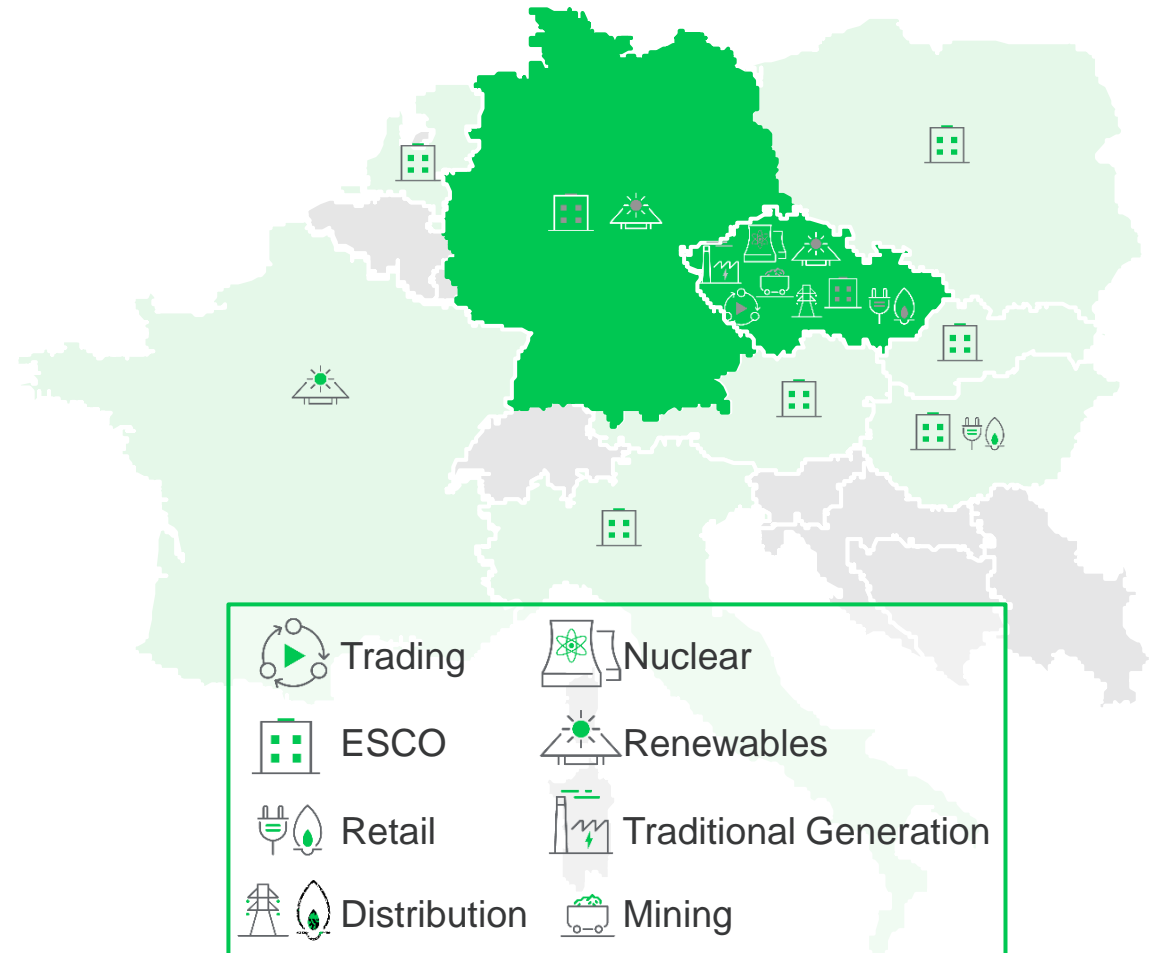 Trading
Nuclear
ESCO
Renewables
Retail
Traditional Generation
Distribution
Mining